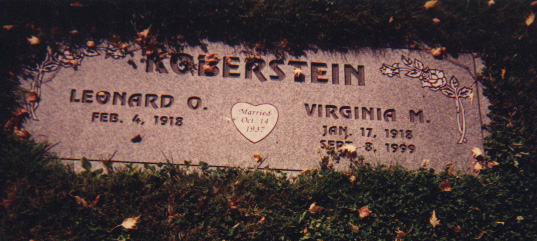 KOBERSTEIN
LEONARD O.
FEB. 4, 1918
Married
Oct. 14
1937
VIRGINIA M.
JAN. 17, 1918
SEPT. 8, 1999